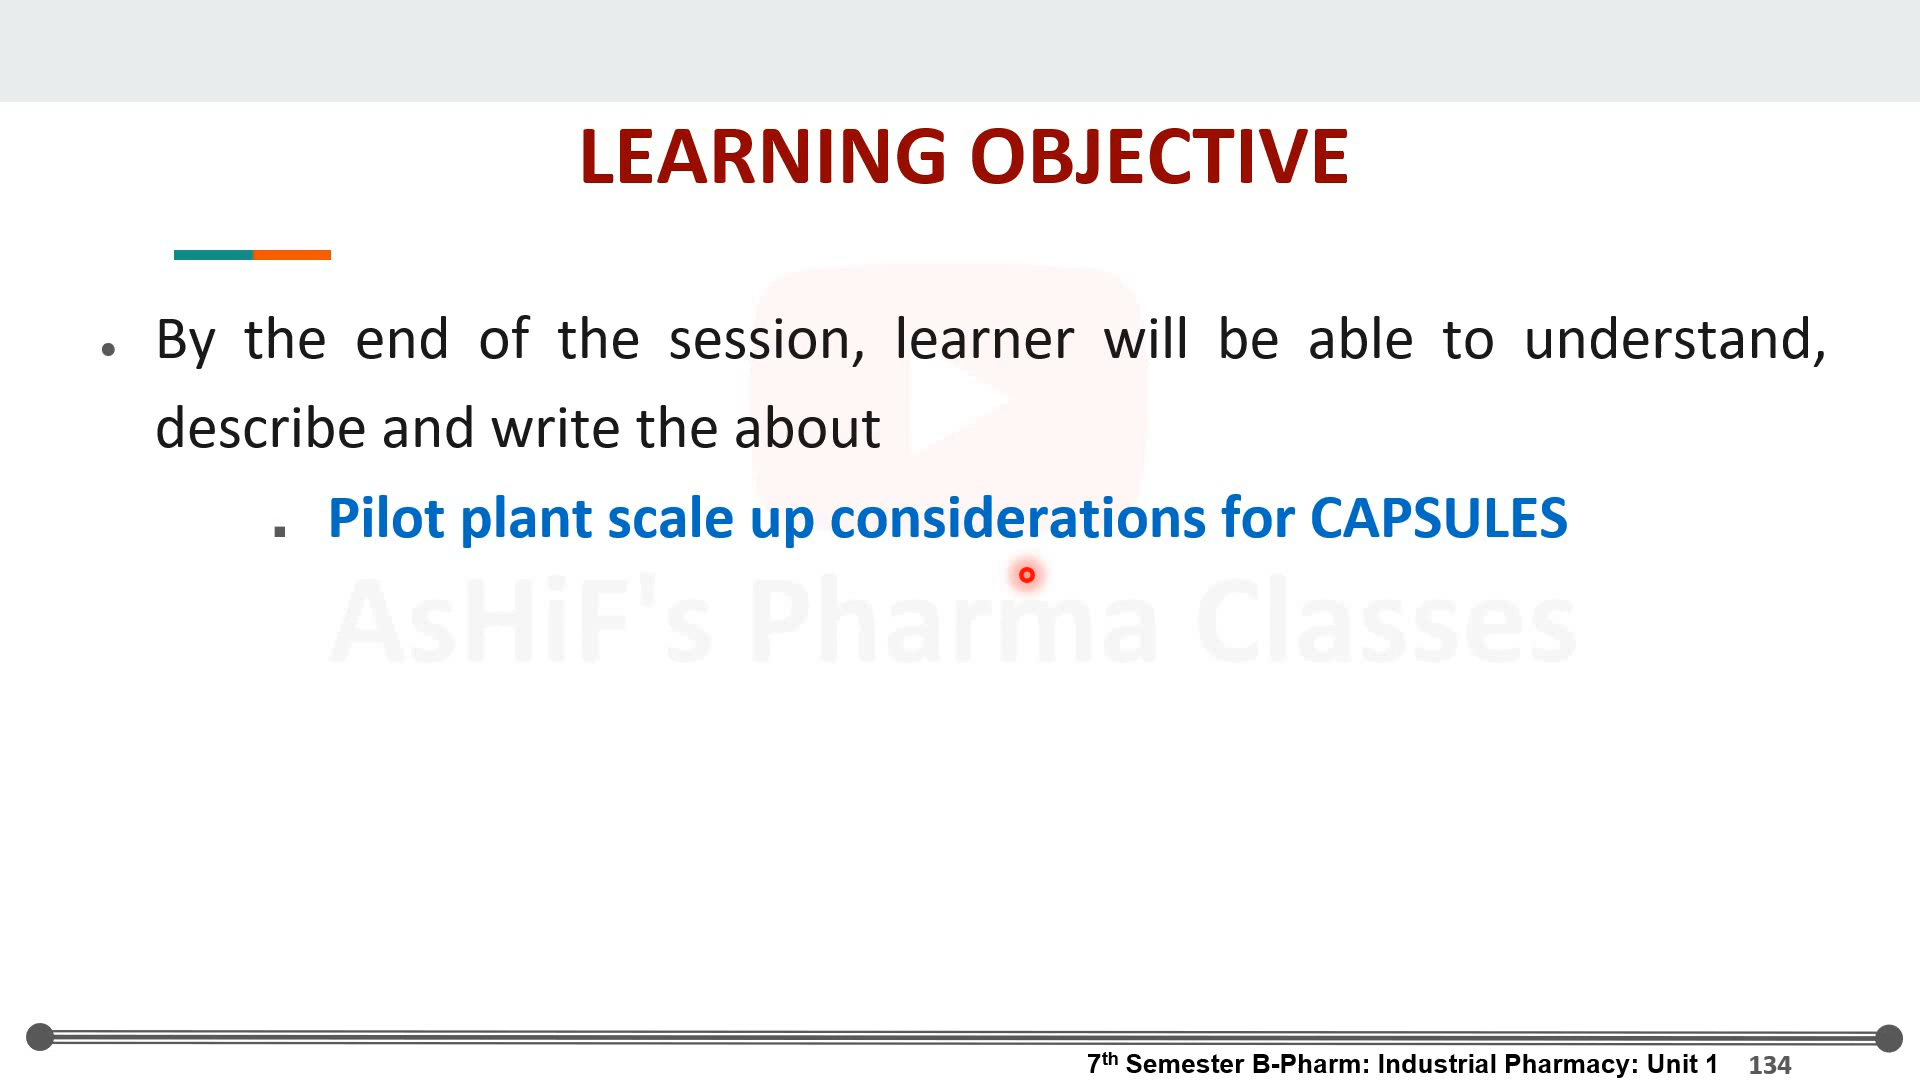 LEARNING OBJECTIVE
• By the end of the session, learner will be able to understand,
describe and write the about
▪ Pilot plant scale up considerations for CAPSULES
AsHiF's Pharma Classes
7th Semester B-Pharm: Industrial Pharmacy: Unit 1 134